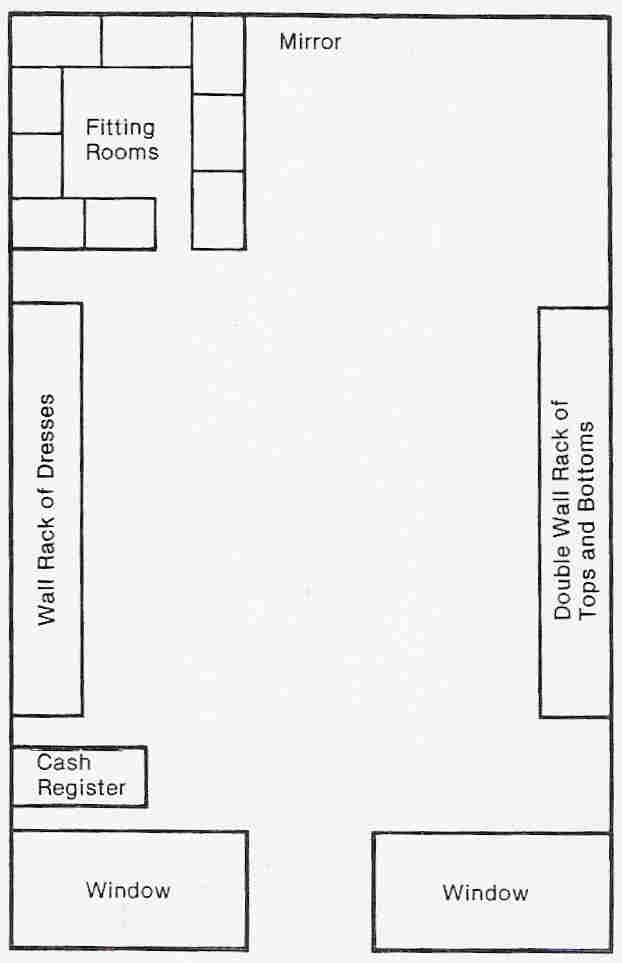 Mirror
Fitting
Rooms
Wall Rack of Dresses
Double Wall Rack of
Tops and Bottoms
Cash
Register
Window
Window